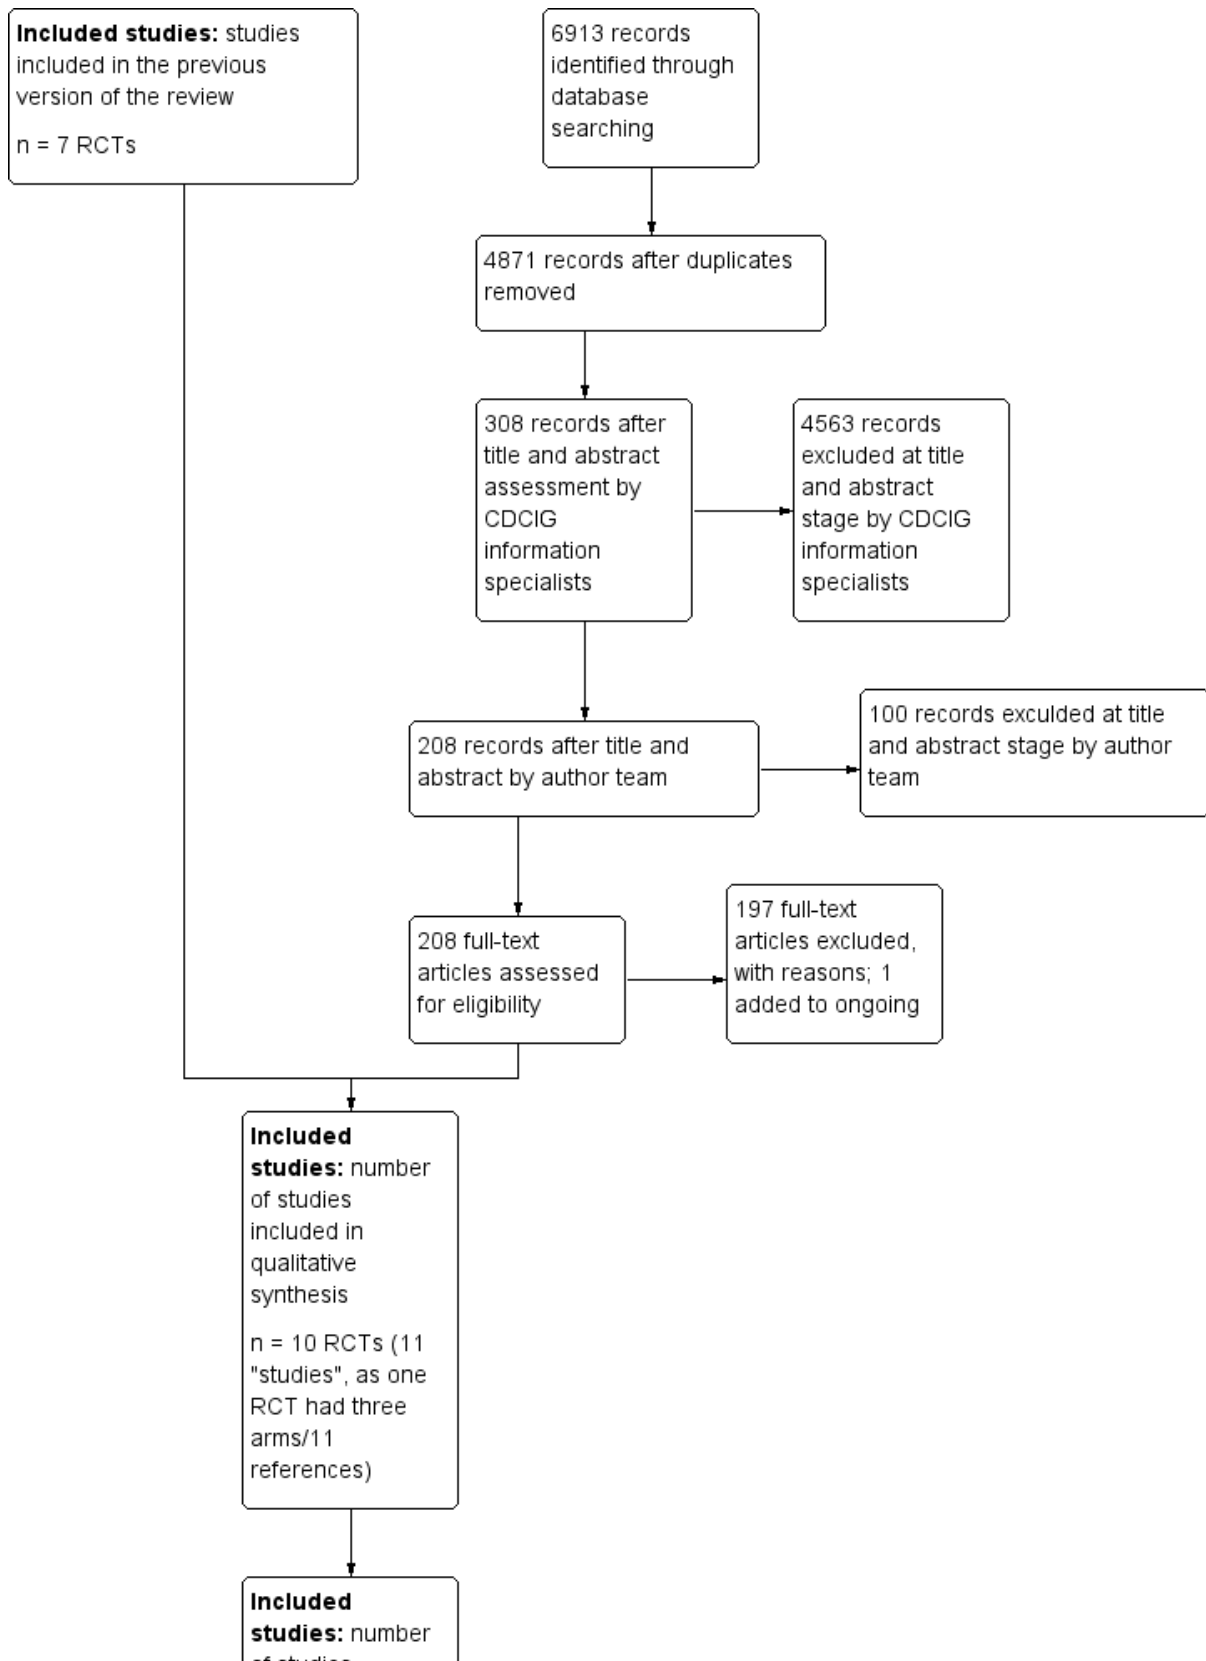 Included studies: studies
included in the previous
version of the review
n = 7 RCTs
6913 records
identified through
database
searching
4871 records after duplicates
removed
308 records after
title and abstract
assessment by
CDCIG
information
specialists
4563 records
excluded at title
and abstract
stage by CDCIG
information
specialists
208 records after title and
abstract by author team
100 records exculded at title
and abstract stage by author
team
208 full-text
articles assessed
for eligibility
197 full-text
articles excluded,
with reasons; 1
added to ongoing
Included
studies: number
of studies
included in
qualitative
synthesis
n = 10 RCTs (11
"studies", as one
RCT had three
arms/11
references)
Included
studies: number
of studies